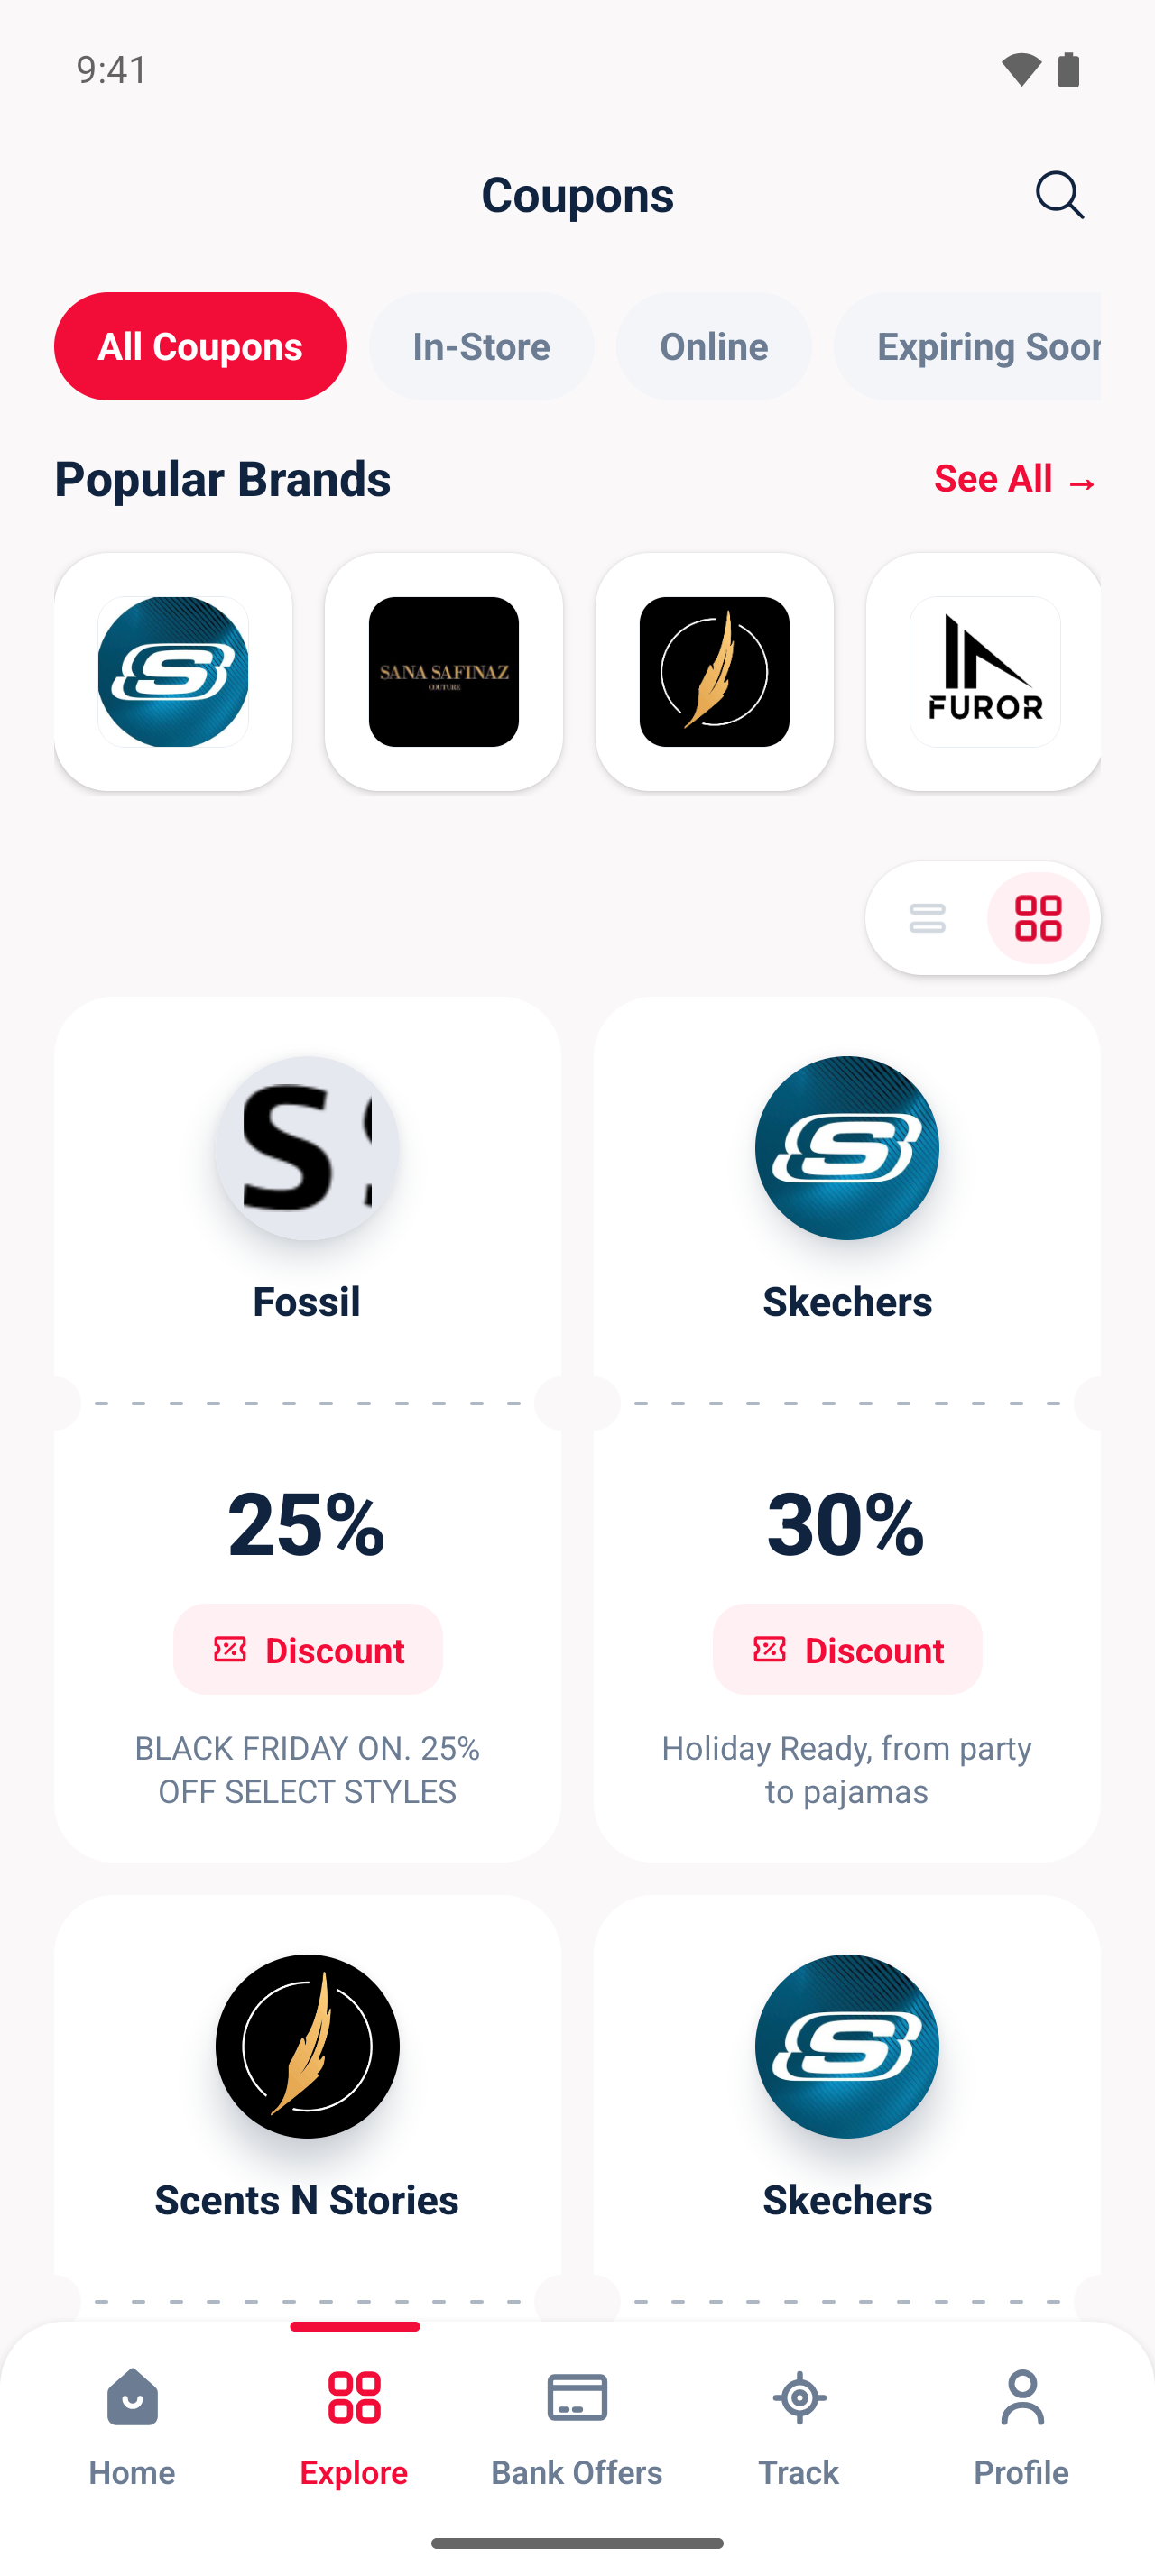 9:41
Coupons
All Coupons
In-Store
Online
Expiring Soon
Popular Brands
See All →
SANA SAFINAZ
COUTURE
FUROR
S
Fossil
Skechers
25%
30%
Discount
Discount
BLACK FRIDAY ON. 25%
OFF SELECT STYLES
Holiday Ready, from party
to pajamas
Scents N Stories
Skechers
Home
Explore
Bank Offers
Track
Profile